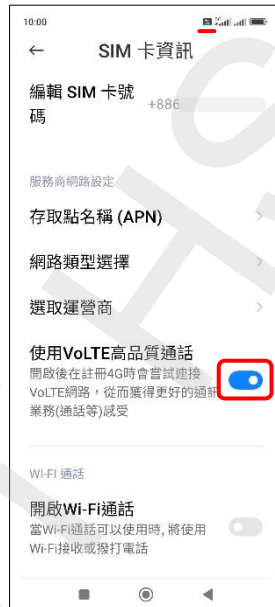 10:00
SIM 卡資訊
編輯 SIM 卡號
碼
+886
服務商網路設定
存取點名稱 (APN)
網路類型選擇
選取運營商
使用VoLTE高品質通話
開啟後在註冊4G時會嘗試連接
VoLTE網路，從而獲得更好的通訊
業務(通話等)感受
WI-FI 通話
開啟Wi-Fi通話
當Wi-Fi通話可以使用時, 將使用
Wi-Fi接收或撥打電話